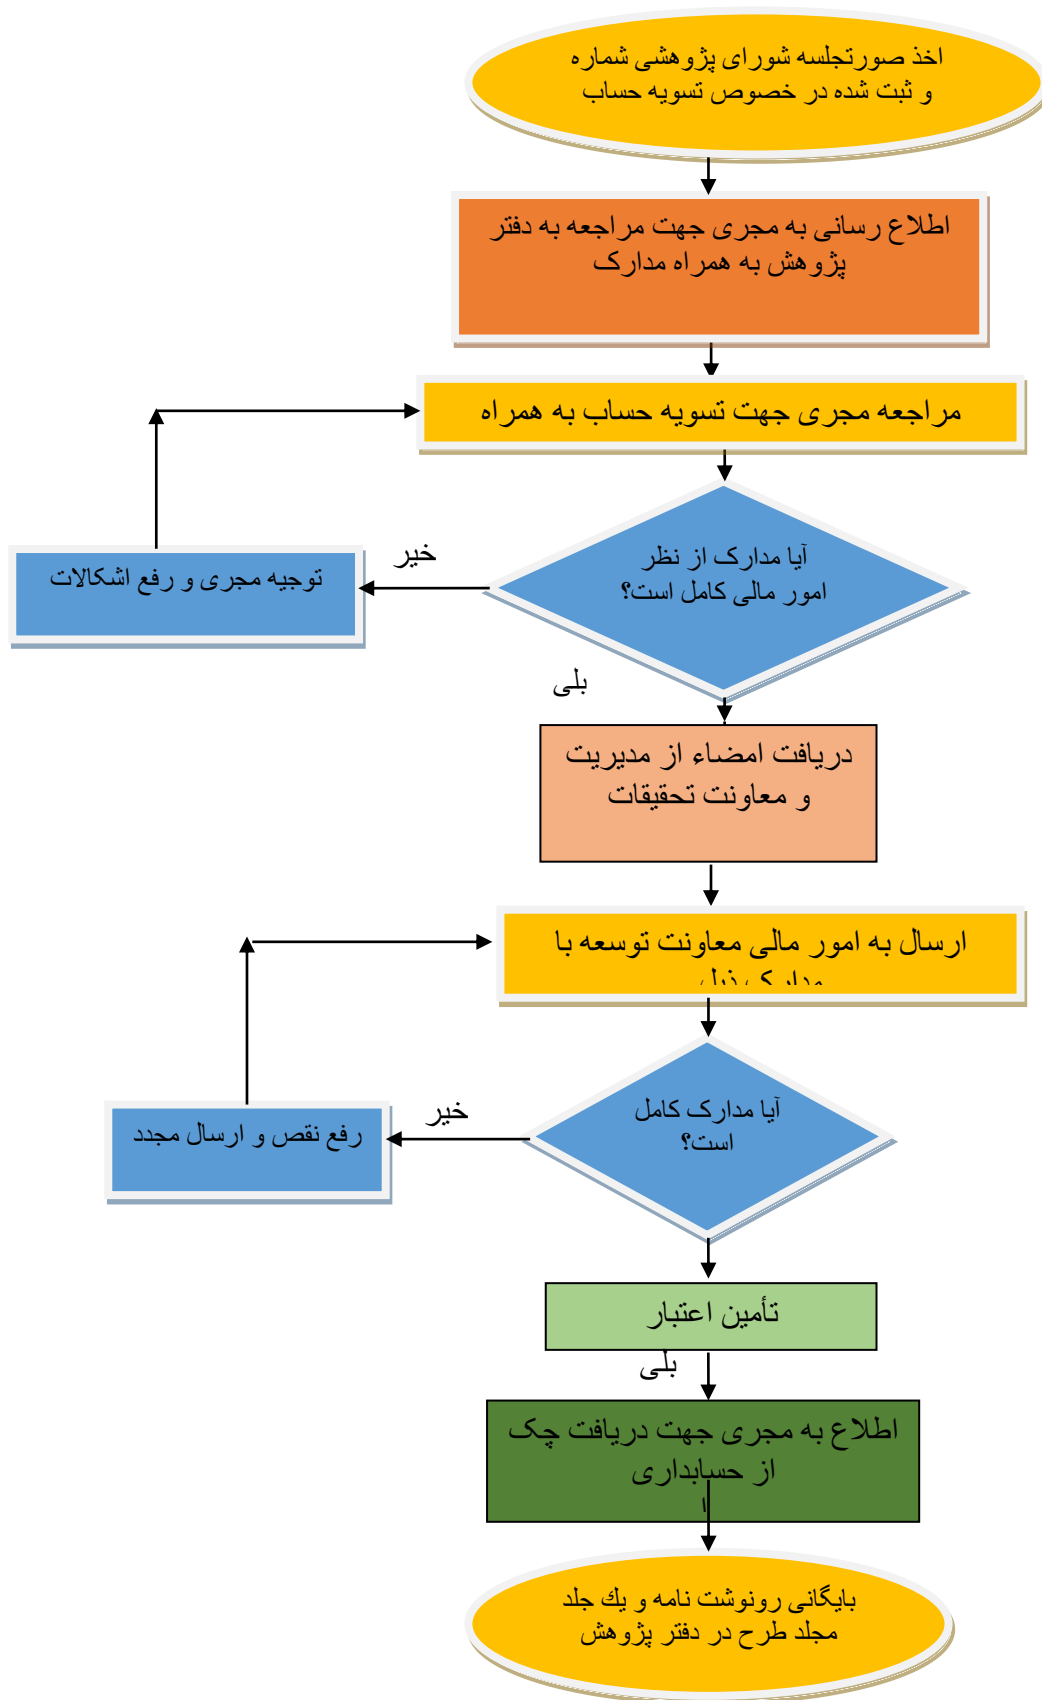 اخذ صورتجلسه شورای پژوهشی شماره
و ثبت شده در خصوص تسویه حساب
اطلاع رسانی به مجری جهت مراجعه به دفتر
پژوهش به همراه مدارک
مراجعه مجری جهت تسویه حساب به همراه
آیا مدارک از نظر
امور مالی کامل است؟
خیر
توجیه مجری و رفع اشکالات
بلی
دریافت امضاء از مدیریت
و معاونت تحقیقات
ارسال به امور مالی معاونت توسعه با
مدارک ذیل
آیا مدارک کامل
است؟
خیر
رفع نقص و ارسال مجدد
تأمین اعتبار
بلی
اطلاع به مجری جهت دریافت چک
از حسابداری
بایگانی رونوشت نامه و يك جلد
مجلد طرح در دفتر پژوهش